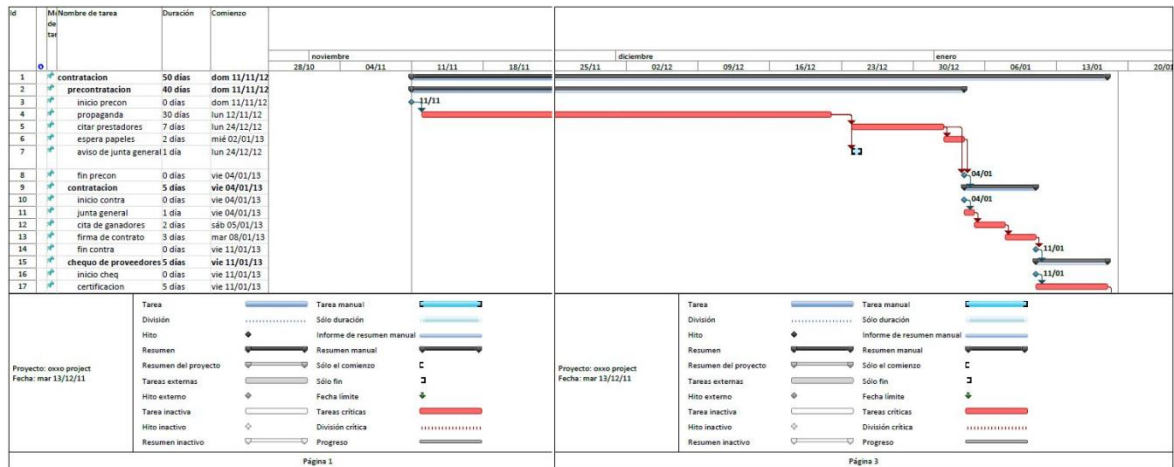 Id Mo de tar Nombre de tarea Duración Comienzo
noviembre diciembre enero
28/10 04/11 11/11 18/11 25/11 02/12 09/12 16/12 23/12 30/12 06/01 13/01 20/01
1 contratacion 50 días dom 11/11/12
2 precontratacion 40 días dom 11/11/12
3 inicio precon 0 días dom 11/11/12 11/11
4 propaganda 30 días lun 12/11/12
5 citar prestadores 7 días lun 24/12/12
6 espera papeles 2 días mié 02/01/13
7 aviso de junta general 1 día lun 24/12/12
8 fin precon 0 días vie 04/01/13 04/01
9 contratacion 5 días vie 04/01/13
10 inicio contra 0 días vie 04/01/13 04/01
11 junta general 1 día vie 04/01/13
12 cita de ganadores 2 días sáb 05/01/13
13 firma de contrato 3 días mar 08/01/13
14 fin contra 0 días vie 11/01/13 11/01
15 chequo de proveedores 5 días vie 11/01/13
16 inicio cheq 0 días vie 11/01/13 11/01
17 certificacion 5 días vie 11/01/13
Proyecto: oxxo project
Fecha: mar 13/12/11
Tarea Tarea manual
División Sólo duración
Hito Informe de resumen manual
Resumen Resumen manual
Resumen del proyecto Sólo el comienzo
Tareas externas Sólo fin
Hito externo Fecha límite
Tarea inactiva Tareas críticas
Hito inactivo División crítica
Resumen inactivo Progreso
Página 1
Proyecto: oxxo project
Fecha: mar 13/12/11
Tarea Tarea manual
División Sólo duración
Hito Informe de resumen manual
Resumen Resumen manual
Resumen del proyecto Sólo el comienzo
Tareas externas Sólo fin
Hito externo Fecha límite
Tarea inactiva Tareas críticas
Hito inactivo División crítica
Resumen inactivo Progreso
Página 3